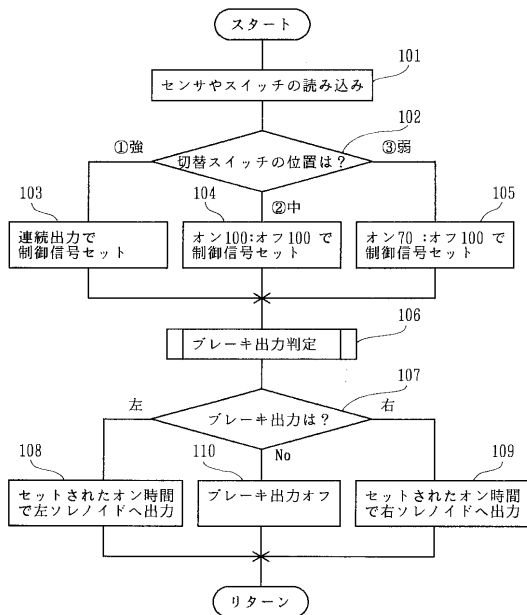 スタート
101
センサやスイッチの読み込み
102
①強
③弱
切替スイッチの位置は?
103
104
②中
105
連続出力で
制御信号セット
オン100:オフ100 で
制御信号セット
オン70 :オフ100 で
制御信号セット
106
ブレーキ出力判定
107
左
右
ブレーキ出力は?
108
110
No
109
セットされたオン時間
で左ソレノイドへ出力
ブレーキ出力オフ
セットされたオン時間
で右ソレノイドへ出力
リターン